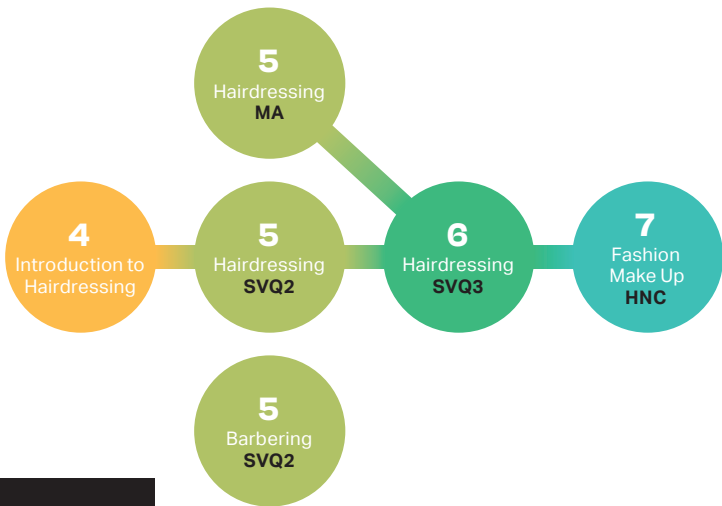 5
Hairdressing
MA
4
Introduction to
Hairdressing
5
Hairdressing
SVQ2
6
Hairdressing
SVQ3
7
Fashion
Make Up
HNC
5
Barbering
SVQ2